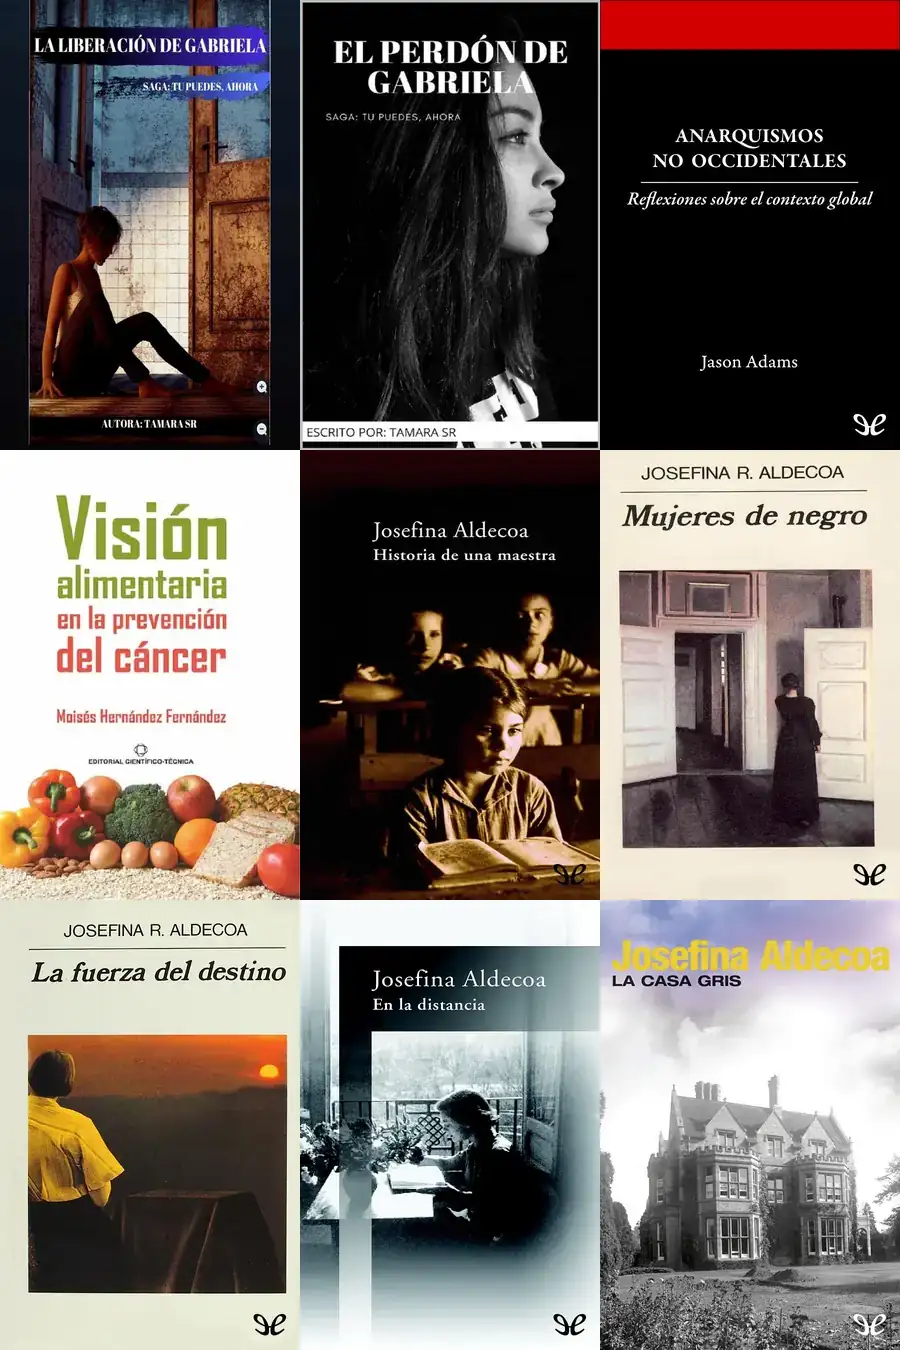 LA LIBERACIÓN DE GABRIELA
SAGA: TU PUEDES, AHORA
AUTORA: TAMARA SR
EL PERDÓN DE
GABRIELA
SAGA: TU PUEDES, AHORA
ESCRITO POR: TAMARA SR
ANARQUISMOS
NO OCCIDENTALES
Reflexiones sobre el contexto global
Jason Adams
Visión
alimentaria
en la prevención
del cáncer
Moisés Hernández Fernández
EDITORIAL CIENTÍFICO-TÉCNICA
Josefina Aldecoa
Historia de una maestra
JOSEFINA R. ALDECOA
Mujeres de negro
JOSEFINA R. ALDECOA
La fuerza del destino
Josefina Aldecoa
En la distancia
Josefina Aldecoa
LA CASA GRIS